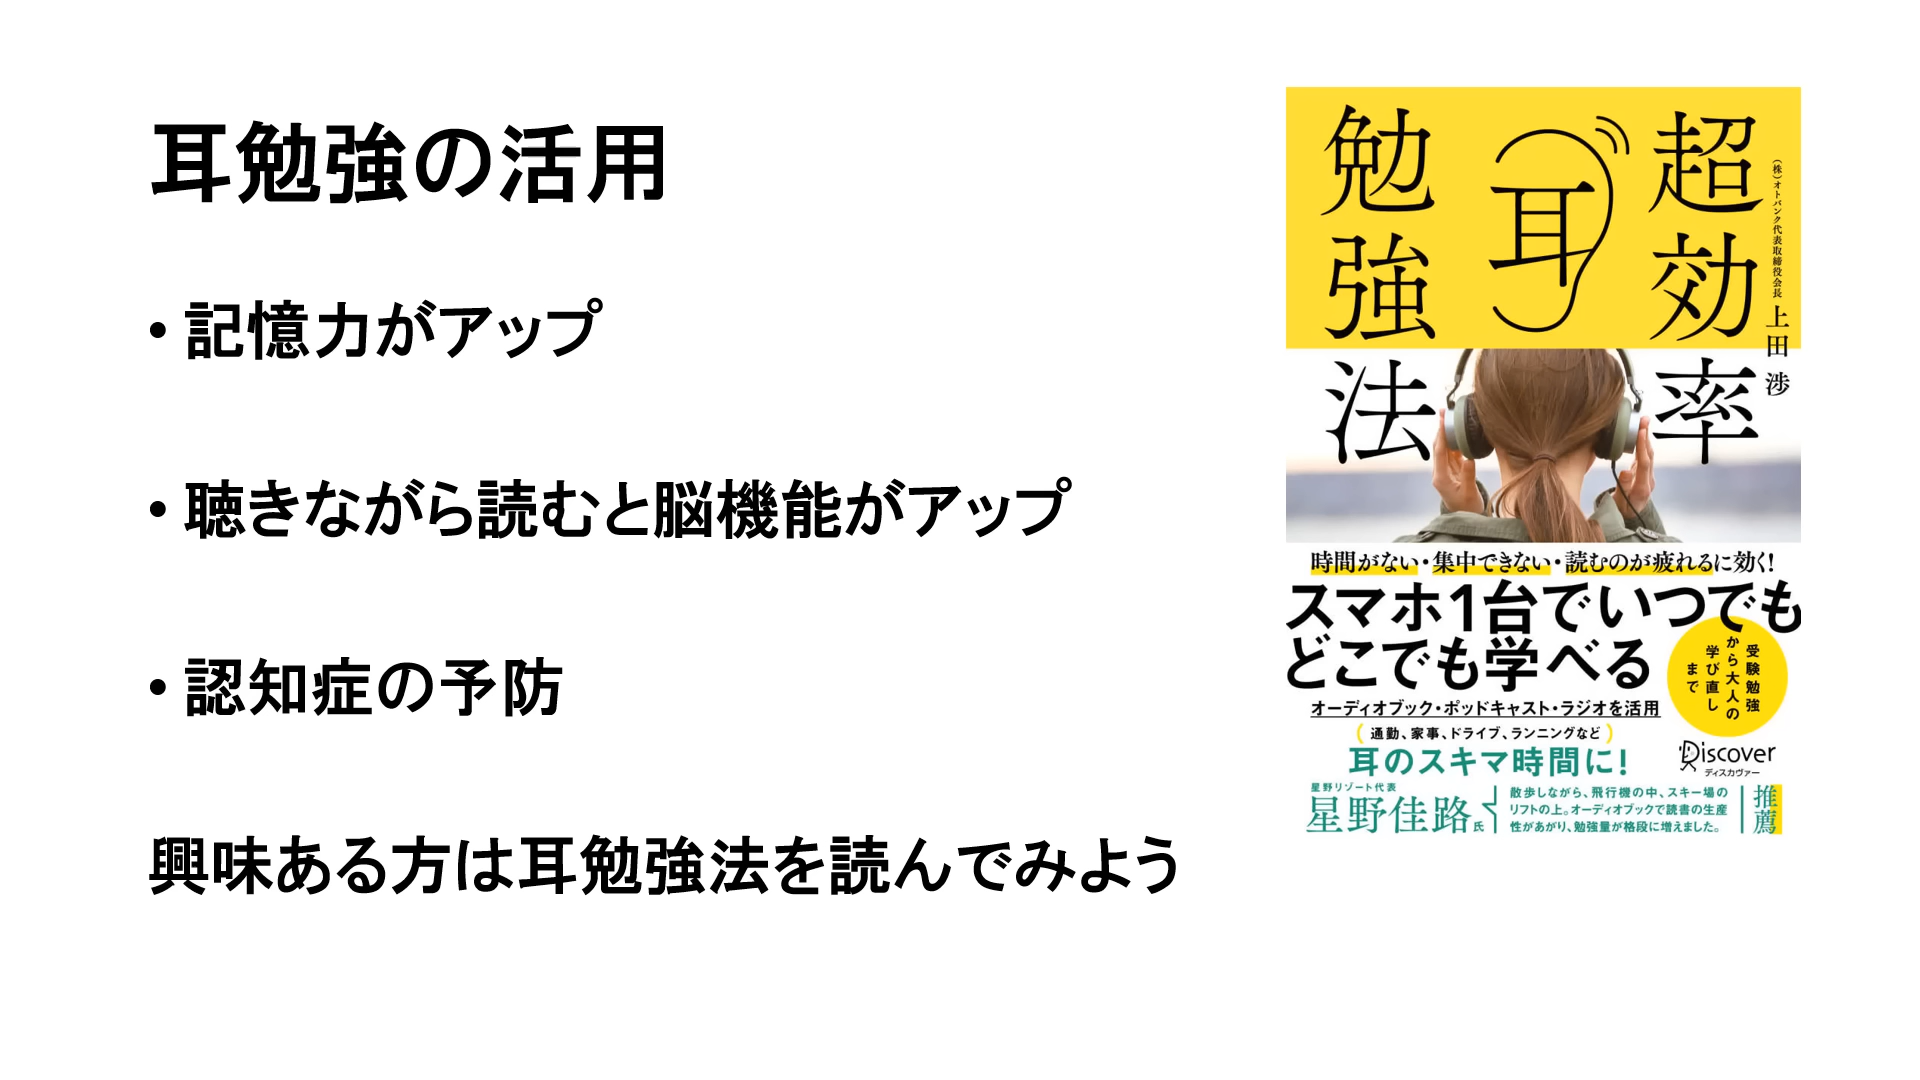 耳勉強の活用
• 記憶力がアップ
• 聴きながら読むと脳機能がアップ
• 認知症の予防
興味ある方は耳勉強法を読んでみよう
超効率
耳
勉強法
(株)オトバンク代表取締役会長 上田 渉
時間がない・集中できない・読むのが疲れるに効く!
スマホ1台でいつでも
どこでも学べる
受験勉強
から大人の
学び直し
まで
オーディオブック・ポッドキャスト・ラジオを活用
(通勤、家事、ドライブ、ランニングなど)
耳のスキマ時間に!
Discover
ディスカヴァー
星野リゾート代表
星野佳路氏
散歩しながら、飛行機の中、スキー場の
リフトの上。オーディオブックで読書の生産
性があがり、勉強量が格段に増えました。
推薦